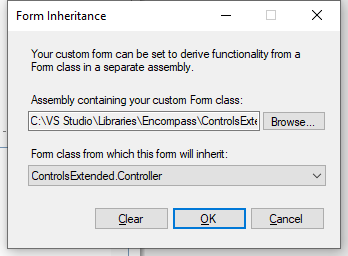 Form Inheritance
Your custom form can be set to derive functionality from a
Form class in a separate assembly.
Assembly containing your custom Form class:
C:\VS Studio\Libraries\Encompass\ControlsExte
Browse...
Form class from which this form will inherit:
ControlsExtended.Controller
Clear
OK
Cancel